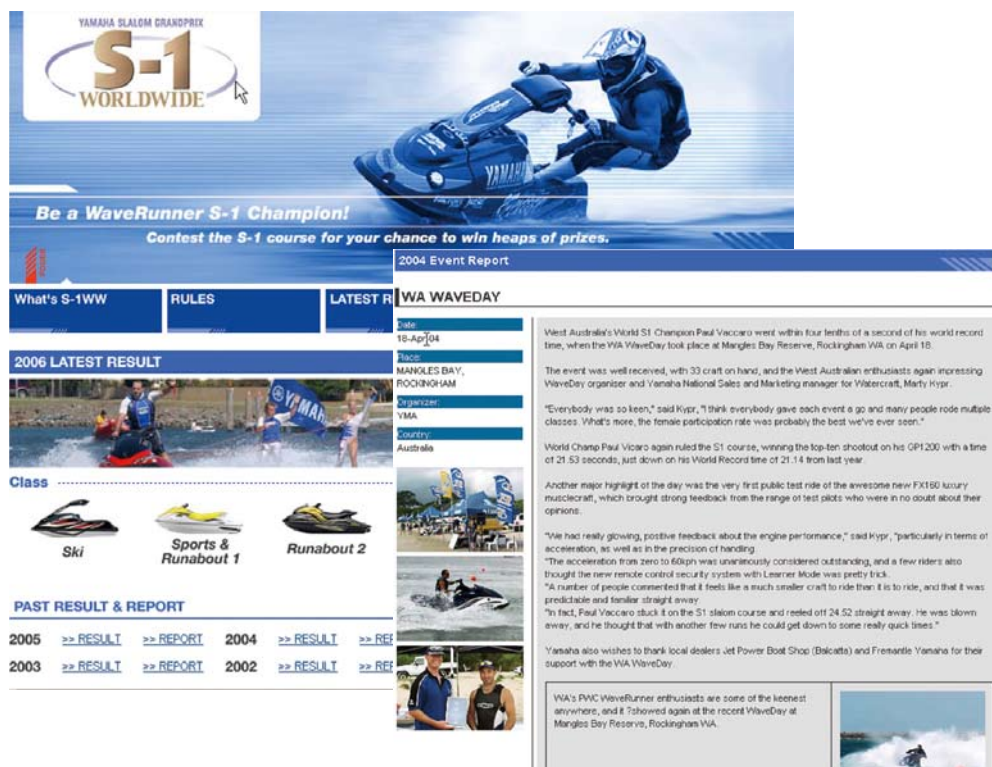 YAMAHA SLALOM GRANDPRIX
S-1
WORLDWIDE
YAMAHA
Be a WaveRunner S-1 Champion!
Contest the S-1 course for your chance to win heaps of prizes.
What's S-1WW
RULES
LATEST R
2006 LATEST RESULT
YAMAH
Class
Ski
Sports &
Runabout 1
Runabout 2
PAST RESULT & REPORT
2005 >> RESULT >> REPORT 2004 >> RESULT >> REP
2003 >> RESULT >> REPORT 2002 >> RESULT >> REP
2004 Event Report
WA WAVEDAY
Date:
18-Apr-04
Place:
MANGLES BAY,
ROCKINGHAM
Organizer:
YMA
Country:
Australia
West Australia's World S1 Champion Paul Vaccaro went within four tenths of a second of his world record
time, when the WA WaveDay took place at Mangles Bay Reserve, Rockingham WA on April 18.
The event was well received, with 33 craft on hand, and the West Australian enthusiasts again impressing
WaveDay organiser and Yamaha National Sales and Marketing manager for Watercraft, Marty Kypr.
"Everybody was so keen," said Kypr, "I think everybody gave each event a go and many people rode multiple
classes. What's more, the female participation rate was probably the best we've ever seen."
World Champ Paul Vicaro again ruled the S1 course, winning the top-ten shootout on his GP1200 with a time
of 21.53 seconds, just down on his World Record time of 21.14 from last year.
Another major highlight of the day was the very first public test ride of the awesome new FX160 luxury
musclecraft, which brought strong feedback from the range of test pilots who were in no doubt about their
opinions.
"We had really glowing, positive feedback about the engine performance," said Kypr, "particularly in terms of
acceleration, as well as in the precision of handling.
"The acceleration from zero to 60kph was unanimously considered outstanding, and a few riders also
thought the new remote control security system with Learner Mode was pretty trick.
"A number of people commented that it feels like a much smaller craft to ride than it is to ride, and that it was
predictable and familiar straight away.
"In fact, Paul Vaccaro stuck it on the S1 slalom course and reeled off 24.52 straight away. He was blown
away, and he thought that with another few runs he could get down to some really quick times."
Yamaha also wishes to thank local dealers Jet Power Boat Shop (Balcatta) and Fremantle Yamaha for their
support with the WA WaveDay.
WA's PWC WaveRunner enthusiasts are some of the keenest
anywhere, and it ?showed again at the recent WaveDay at
Mangles Bay Reserve, Rockingham WA.